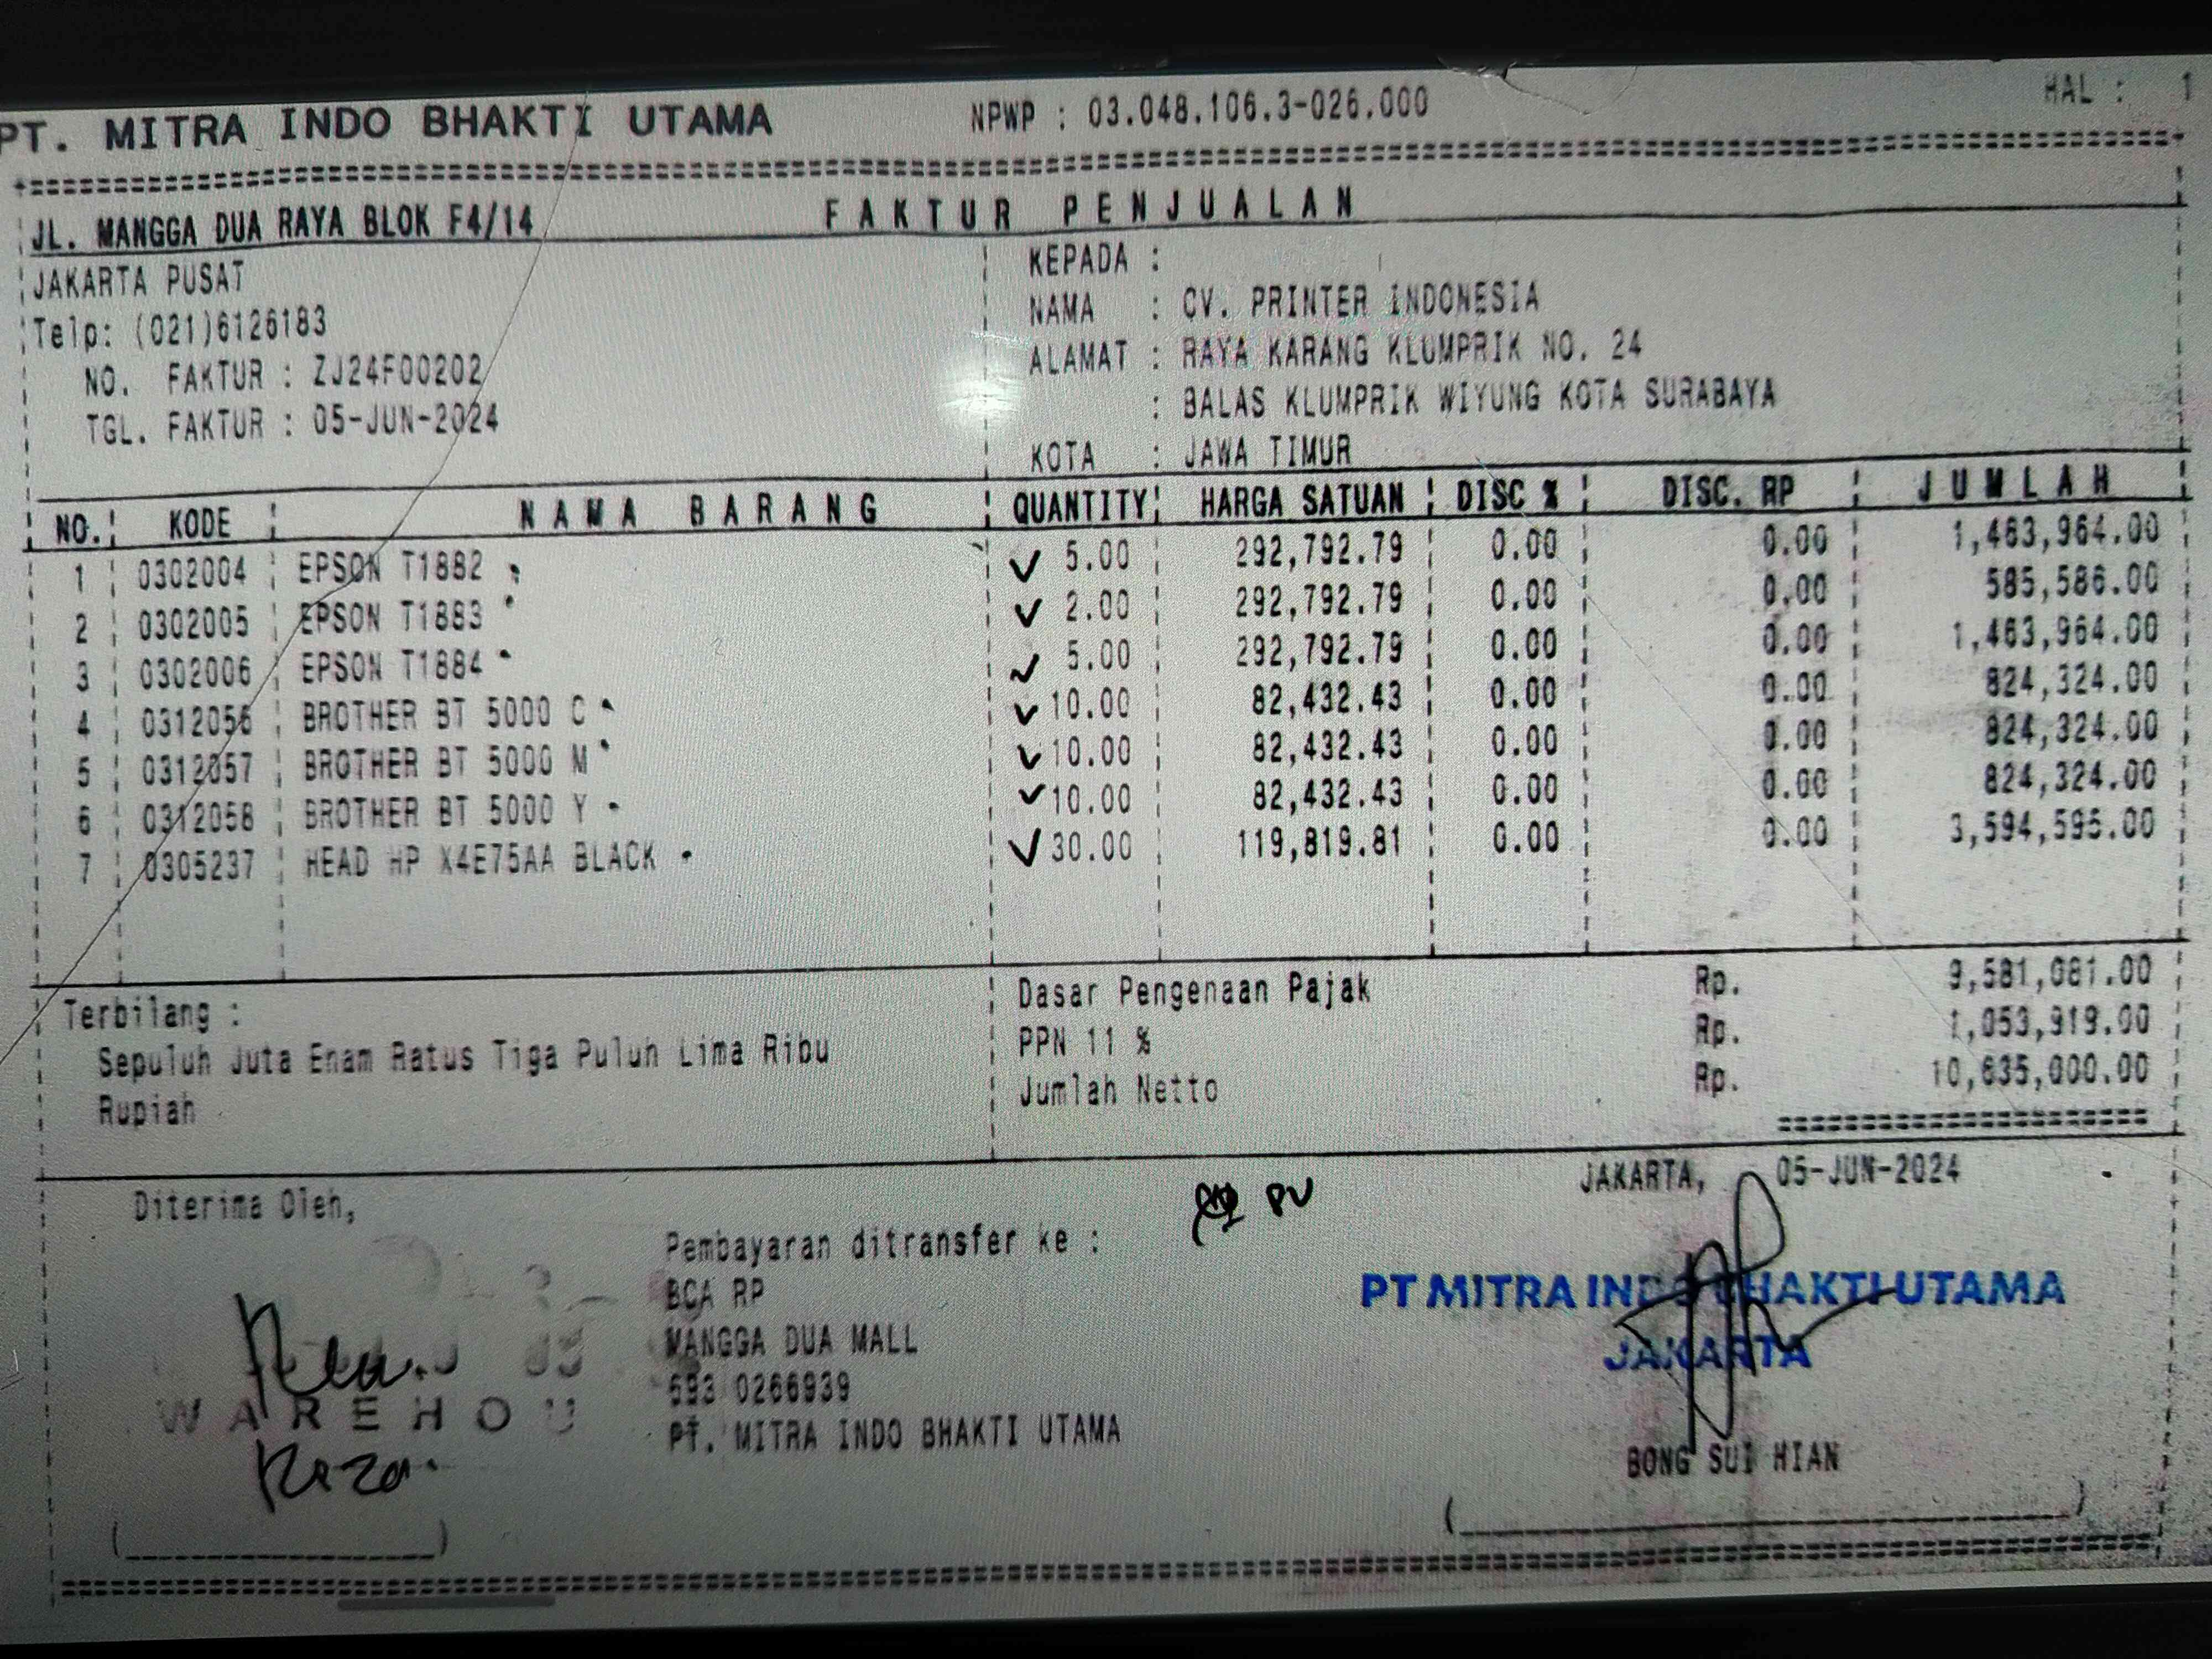 PT. MITRA INDO BHAKTI UTAMA NPWP : 03.048.106.3-026.000 HAL : 1
JL. MANGGA DUA RAYA BLOK F4/14 FAKTUR PENJUALAN
JAKARTA PUSAT
Telp: (021)6126183
NO. FAKTUR : ZJ24F00202
TGL. FAKTUR : 05-JUN-2024
KEPADA :
NAMA : CV. PRINTER INDONESIA
ALAMAT : RAYA KARANG KLUMPRIK NO. 24
: BALAS KLUMPRIK WIYUNG KOTA SURABAYA
KOTA : JAWA TIMUR
NO. KODE NAMA BARANG QUANTITY HARGA SATUAN DISC % DISC. RP JUMLAH
1 0302004 EPSON T1882 5.00 292,792.79 0.00 0.00 1,463,964.00
2 0302005 EPSON T1883 2.00 292,792.79 0.00 0.00 585,586.00
3 0302006 EPSON T1884 5.00 292,792.79 0.00 0.00 1,463,964.00
4 0312056 BROTHER BT 5000 C 10.00 82,432.43 0.00 0.00 824,324.00
5 0312057 BROTHER BT 5000 M 10.00 82,432.43 0.00 0.00 824,324.00
6 0312058 BROTHER BT 5000 Y 10.00 82,432.43 0.00 0.00 824,324.00
7 0305237 HEAD HP X4E75AA BLACK 30.00 119,819.81 0.00 0.00 3,594,595.00
Terbilang :
Sepuluh Juta Enam Ratus Tiga Puluh Lima Ribu
Rupiah
Dasar Pengenaan Pajak Rp. 9,581,081.00
PPN 11 % Rp. 1,053,919.00
Jumlah Netto Rp. 10,635,000.00
JAKARTA, 05-JUN-2024
Diterima Oleh,
Pembayaran ditransfer ke :
BCA RP
MANGGA DUA MALL
693 0266939
PT. MITRA INDO BHAKTI UTAMA
WAREHOU
Reza
PT MITRA INDO BHAKTI UTAMA
JAKARTA
BONG SUI HIAN